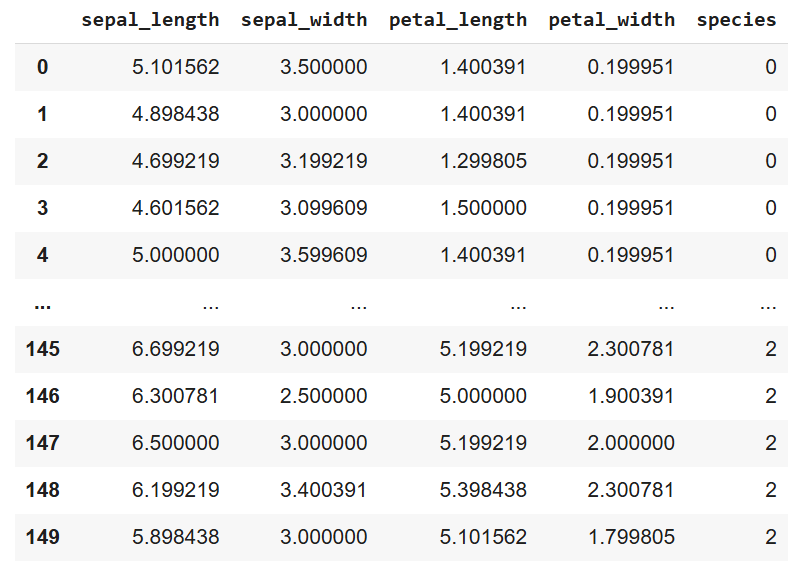 sepal_length sepal_width petal_length petal_width species
0 5.101562 3.500000 1.400391 0.199951 0
1 4.898438 3.000000 1.400391 0.199951 0
2 4.699219 3.199219 1.299805 0.199951 0
3 4.601562 3.099609 1.500000 0.199951 0
4 5.000000 3.599609 1.400391 0.199951 0
... ... ... ... ... ...
145 6.699219 3.000000 5.199219 2.300781 2
146 6.300781 2.500000 5.000000 1.900391 2
147 6.500000 3.000000 5.199219 2.000000 2
148 6.199219 3.400391 5.398438 2.300781 2
149 5.898438 3.000000 5.101562 1.799805 2